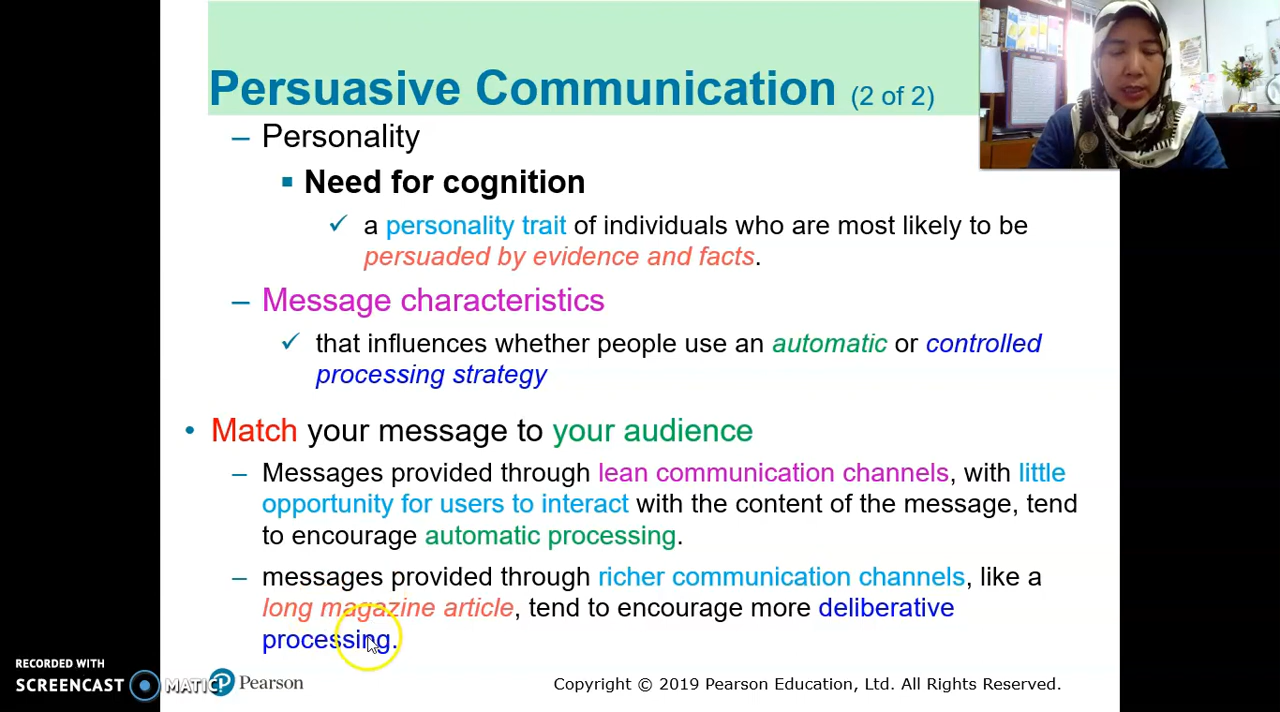 Persuasive Communication (2 of 2)
– Personality
▪ Need for cognition
✓ a personality trait of individuals who are most likely to be
persuaded by evidence and facts.
– Message characteristics
✓ that influences whether people use an automatic or controlled
processing strategy
• Match your message to your audience
– Messages provided through lean communication channels, with little
opportunity for users to interact with the content of the message, tend
to encourage automatic processing.
– messages provided through richer communication channels, like a
long magazine article, tend to encourage more deliberative
processing.
RECORDED WITH
SCREENCAST MATIC
Pearson
Copyright © 2019 Pearson Education, Ltd. All Rights Reserved.